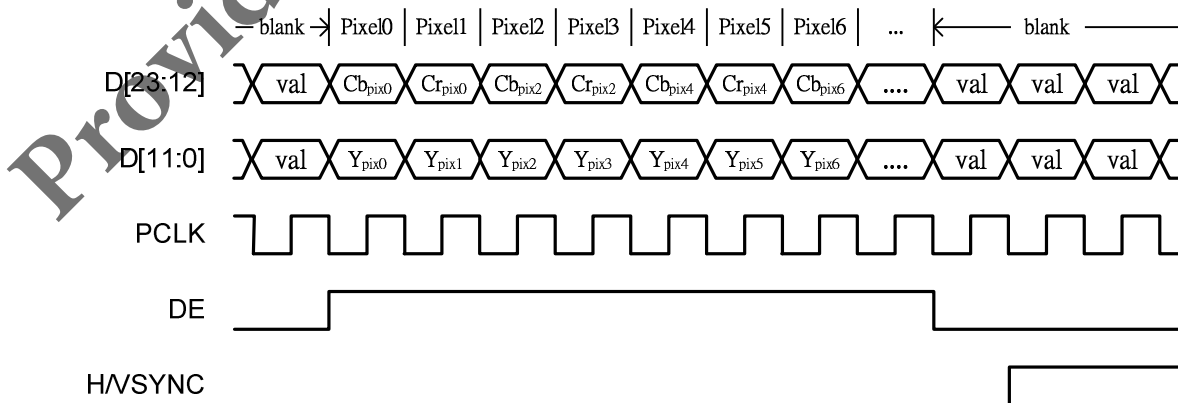 blank Pixel0 Pixel1 Pixel2 Pixel3 Pixel4 Pixel5 Pixel6 ... blank
D[23:12] val Cbpix0 Crpix0 Cbpix2 Crpix2 Cbpix4 Crpix4 Cbpix6 .... val val val
D[11:0] val Ypix0 Ypix1 Ypix2 Ypix3 Ypix4 Ypix5 Ypix6 .... val val val
PCLK
DE
H/VSYNC
Provid